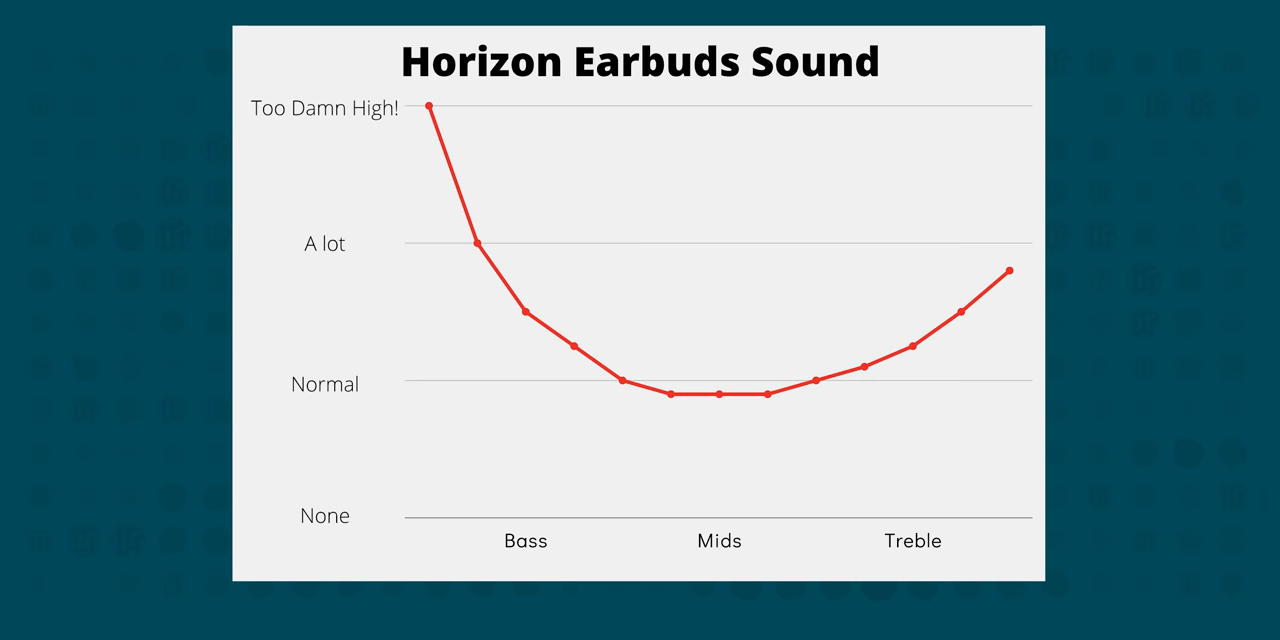 Horizon Earbuds Sound
Too Damn High!
A lot
Normal
None
Bass Mids Treble